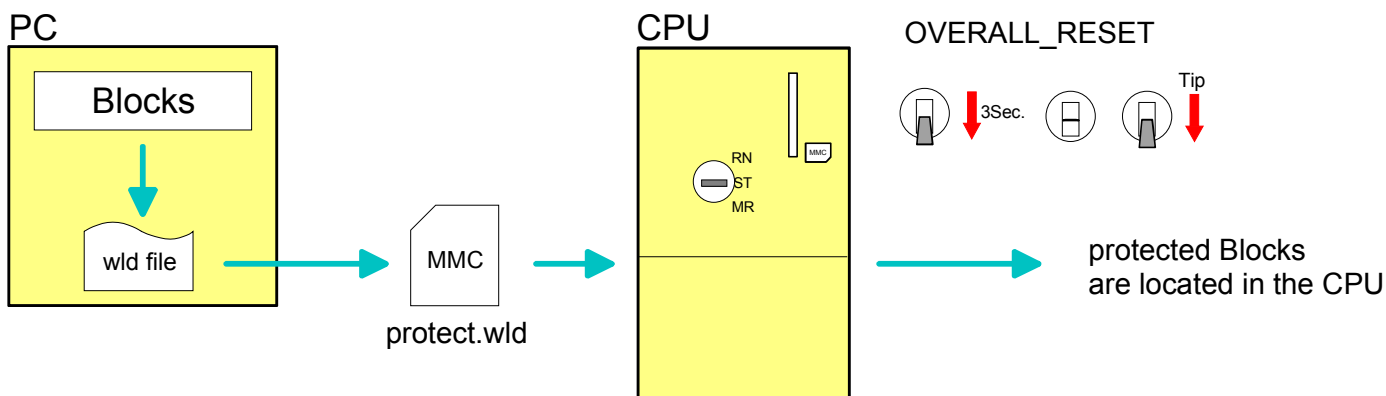 PC
Blocks
wld file
MMC
protect.wld
CPU
MMC
RN
ST
MR
OVERALL_RESET
3Sec.
Tip
protected Blocks
are located in the CPU